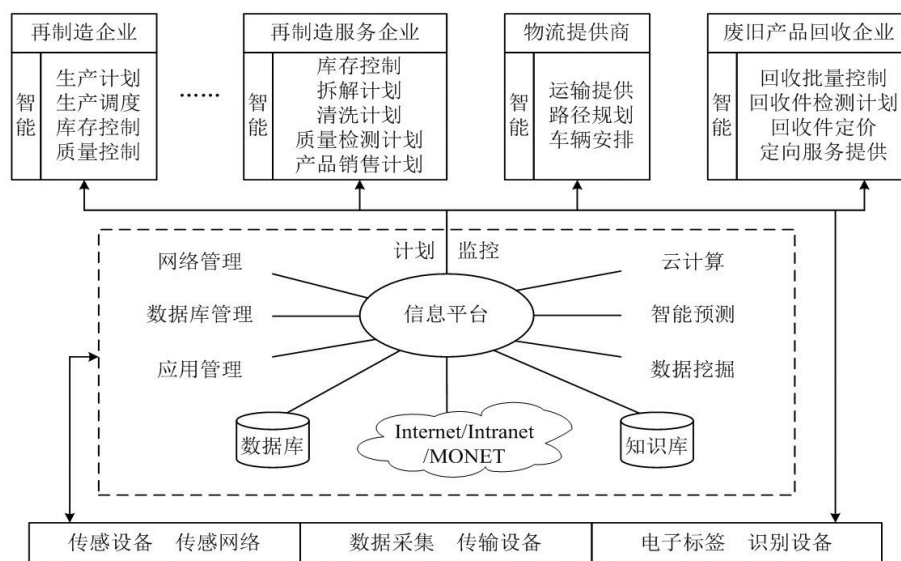 再制造企业
智能
生产计划
生产调度
库存控制
质量控制
……
再制造服务企业
智能
库存控制
拆解计划
清洗计划
质量检测计划
产品销售计划
物流提供商
智能
运输提供
路径规划
车辆安排
废旧产品回收企业
智能
回收批量控制
回收件检测计划
回收件定价
定向服务提供
计划 监控
网络管理
数据库管理
应用管理
信息平台
云计算
智能预测
数据挖掘
数据库
Internet/Intranet
/MONET
知识库
传感设备 传感网络
数据采集 传输设备
电子标签 识别设备